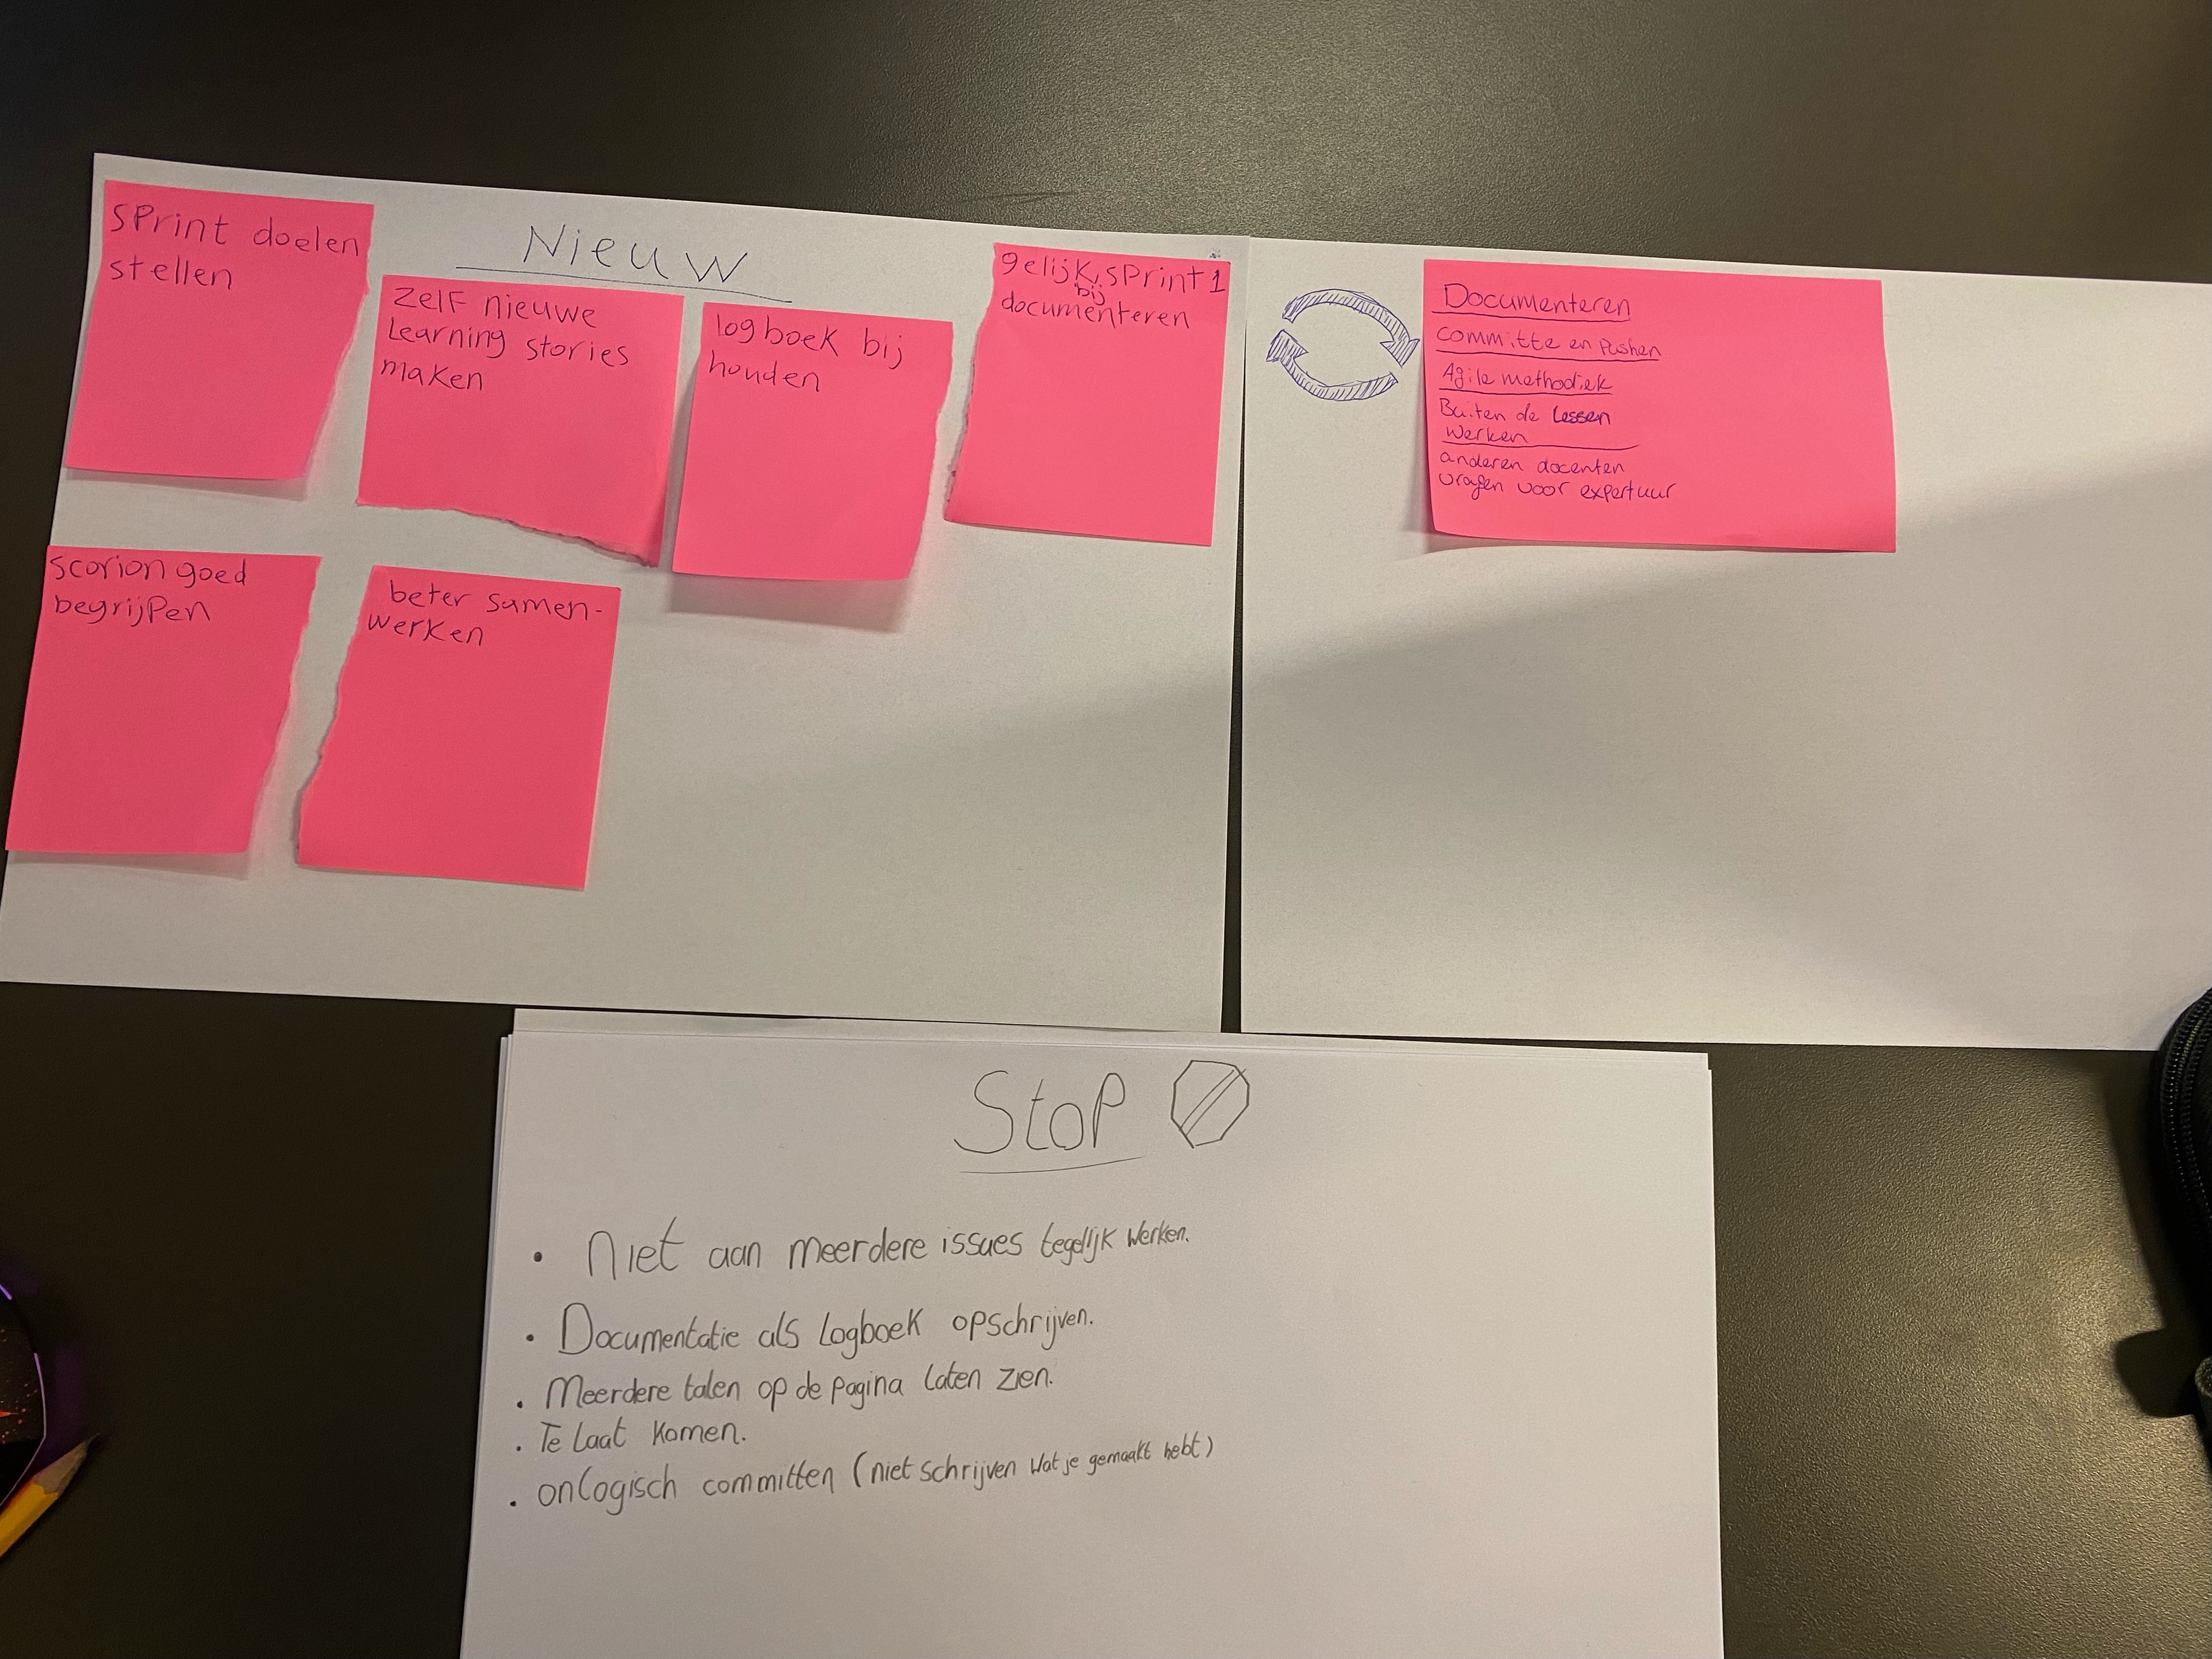 Nieuw
sprint doelen
stellen
zelf nieuwe
Learning stories
maken
logboek bij
houden
gelijk sprint 1
bij
documenteren
scorion goed
begrijpen
beter samen-
werken
Documenteren
committe en Pushen
Agile methodiek
Buiten de Lessen
werken
anderen docenten
vragen voor expertuur
Stop
• Niet aan meerdere issues tegelijk werken.
• Documentatie als Logboek opschrijven.
• Meerdere talen op de pagina laten zien.
• Te laat komen.
• onlogisch committen (niet schrijven wat je gemaakt hebt)